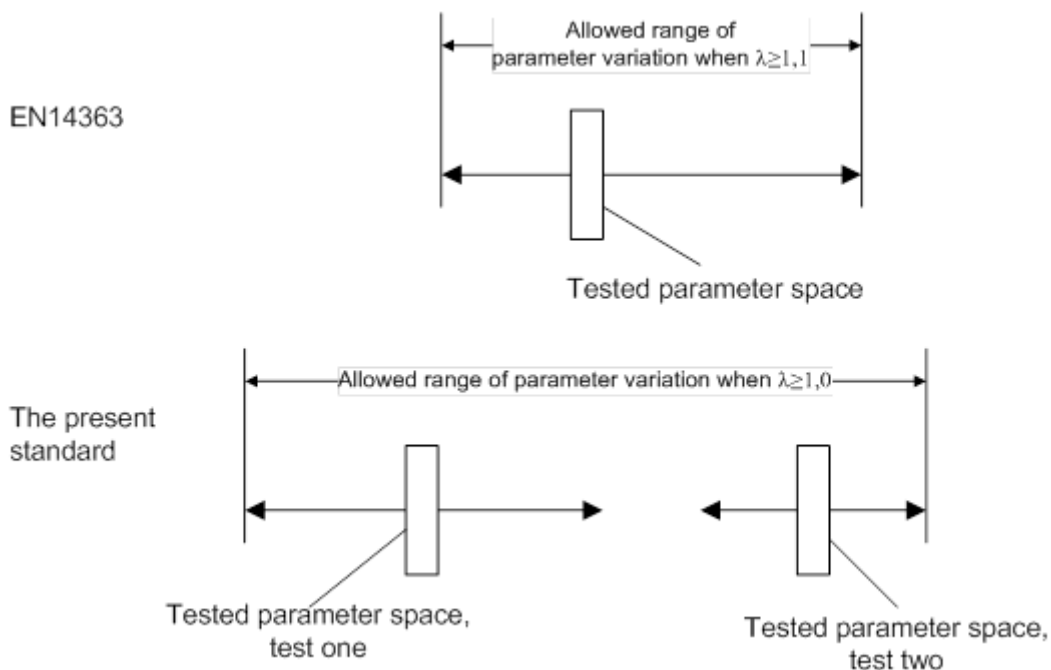 Allowed range of
parameter variation when λ≥1,1
EN14363
Tested parameter space
Allowed range of parameter variation when λ≥1,0
The present
standard
Tested parameter space,
test one
Tested parameter space,
test two